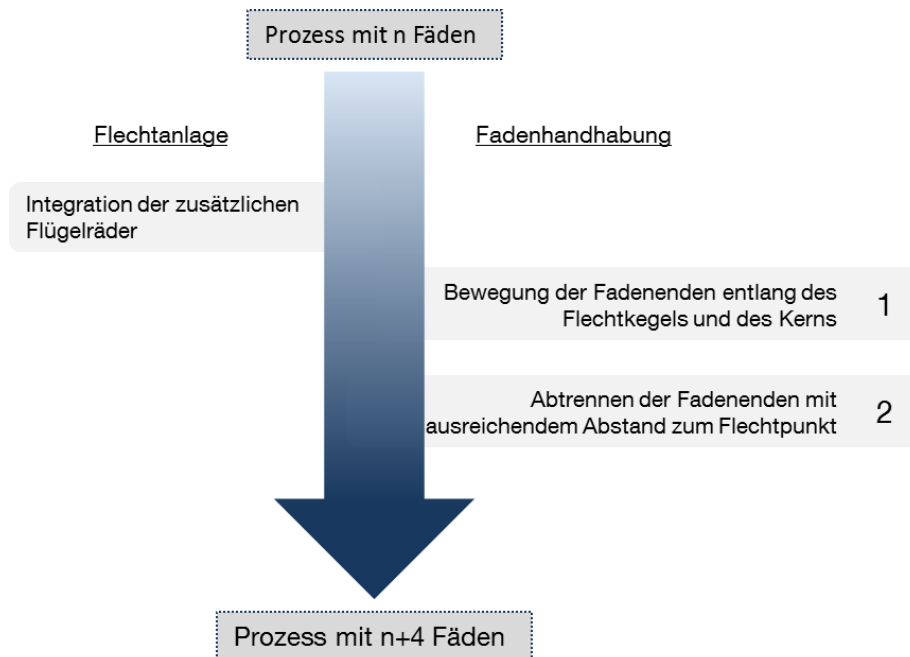 Prozess mit n Fäden
Flechtanlage
Fadenhandhabung
Integration der zusätzlichen
Flügelräder
Bewegung der Fadenenden entlang des
Flechtkegels und des Kerns
1
Abtrennen der Fadenenden mit
ausreichendem Abstand zum Flechtpunkt
2
Prozess mit n+4 Fäden